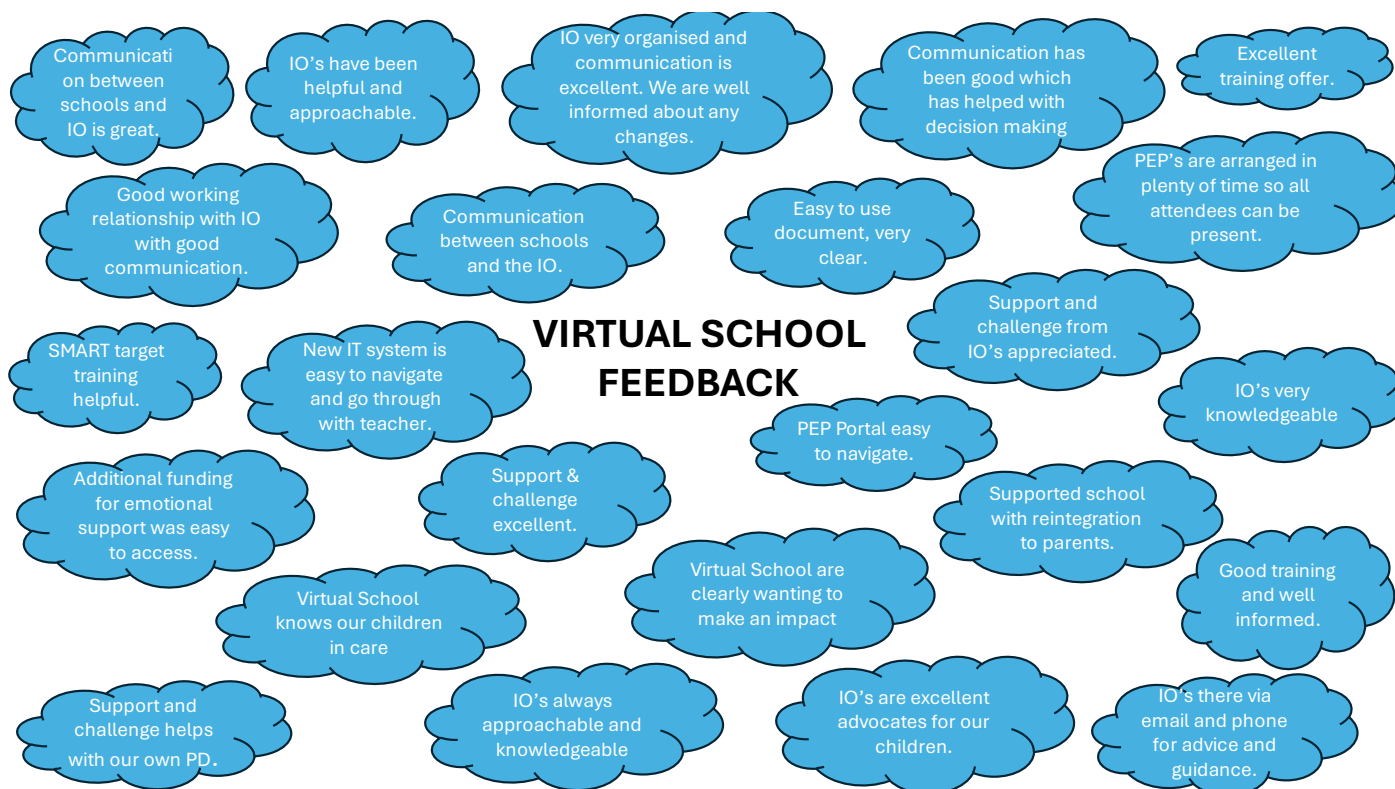 Communicati
on between
schools and
IO is great.
IO's have been
helpful and
approachable.
IO very organised and
communication is
excellent. We are well
informed about any
changes.
Communication has
been good which
has helped with
decision making
Excellent
training offer.
Good working
relationship with IO
with good
communication.
Communication
between schools
and the IO.
Easy to use
document, very
clear.
PEP's are arranged in
plenty of time so all
attendees can be
present.
VIRTUAL SCHOOL
FEEDBACK
Support and
challenge from
IO's appreciated.
SMART target
training
helpful.
New IT system is
easy to navigate
and go through
with teacher.
PEP Portal easy
to navigate.
IO's very
knowledgeable
Additional funding
for emotional
support was easy
to access.
Support &
challenge
excellent.
Supported school
with reintegration
to parents.
Virtual School
knows our children
in care
Virtual School are
clearly wanting to
make an impact
Good training
and well
informed.
Support and
challenge helps
with our own PD.
IO's always
approachable and
knowledgeable
IO's are excellent
advocates for our
children.
IO's there via
email and phone
for advice and
guidance.